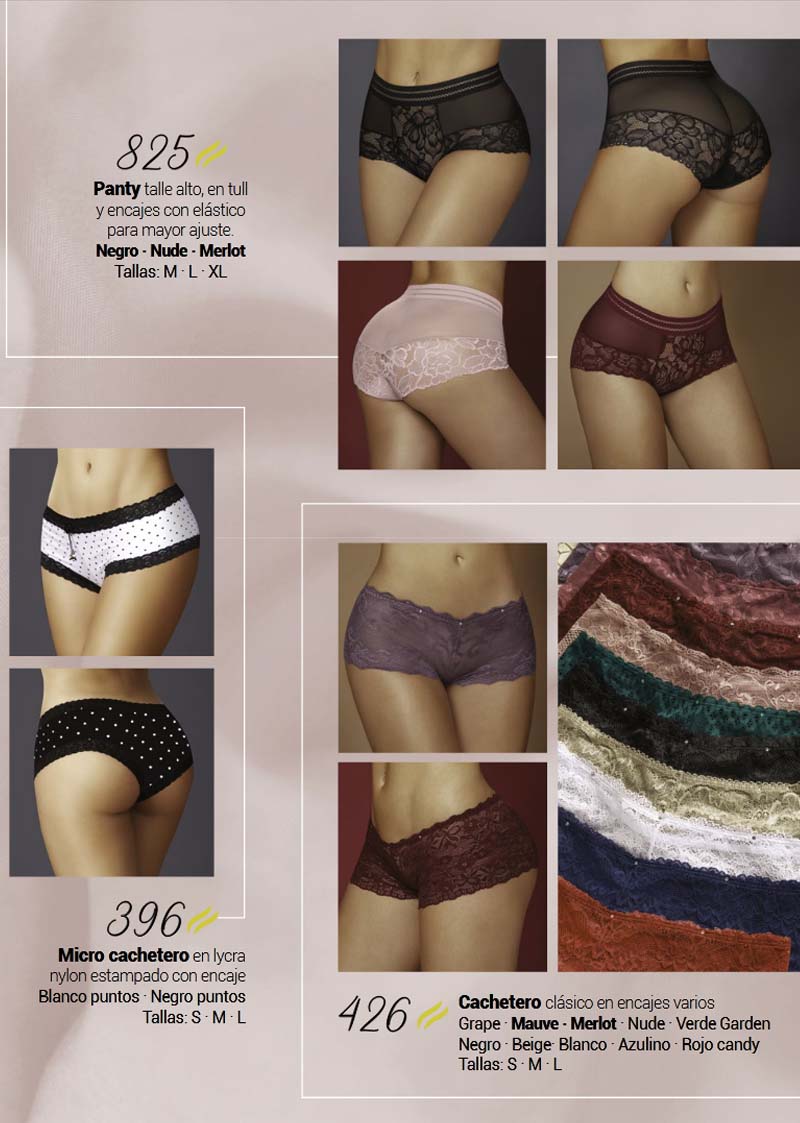 825
Panty talle alto, en tull
y encajes con elástico
para mayor ajuste.
Negro · Nude · Merlot
Tallas: M · L · XL
396
Micro cachetero en lycra
nylon estampado con encaje
Blanco puntos · Negro puntos
Tallas: S · M · L
426
Cachetero clásico en encajes varios
Grape · Mauve · Merlot · Nude · Verde Garden
Negro · Beige· Blanco · Azulino · Rojo candy
Tallas: S · M · L